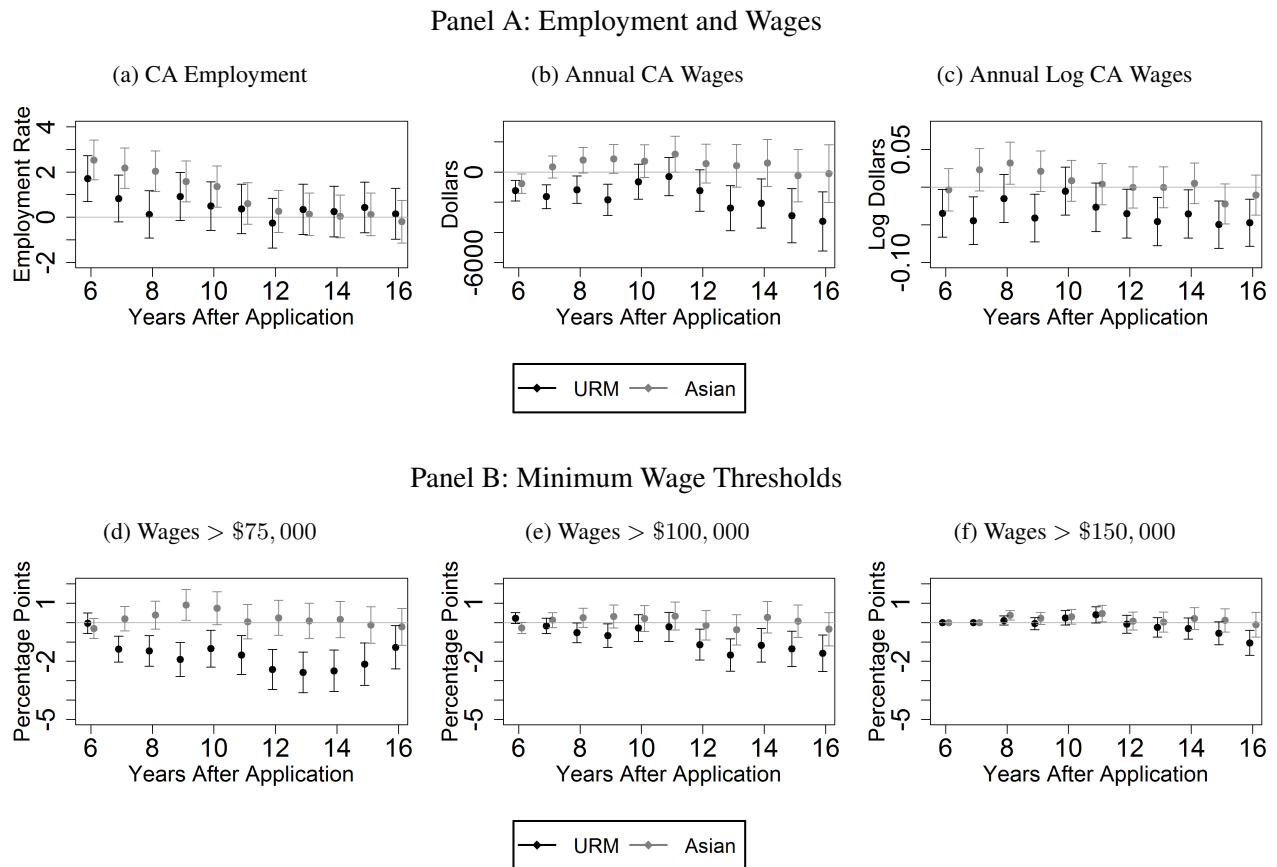 Panel A: Employment and Wages
(a) CA Employment
Employment Rate
4
2
0
-2
6 8 10 12 14 16
Years After Application
(b) Annual CA Wages
Dollars
0
-6000
6 8 10 12 14 16
Years After Application
(c) Annual Log CA Wages
Log Dollars
0.05
-0.10
6 8 10 12 14 16
Years After Application
URM Asian
Panel B: Minimum Wage Thresholds
(d) Wages > $75,000
Percentage Points
1
-2
-5
6 8 10 12 14 16
Years After Application
(e) Wages > $100,000
Percentage Points
1
-2
-5
6 8 10 12 14 16
Years After Application
(f) Wages > $150,000
Percentage Points
1
-2
-5
6 8 10 12 14 16
Years After Application
URM Asian